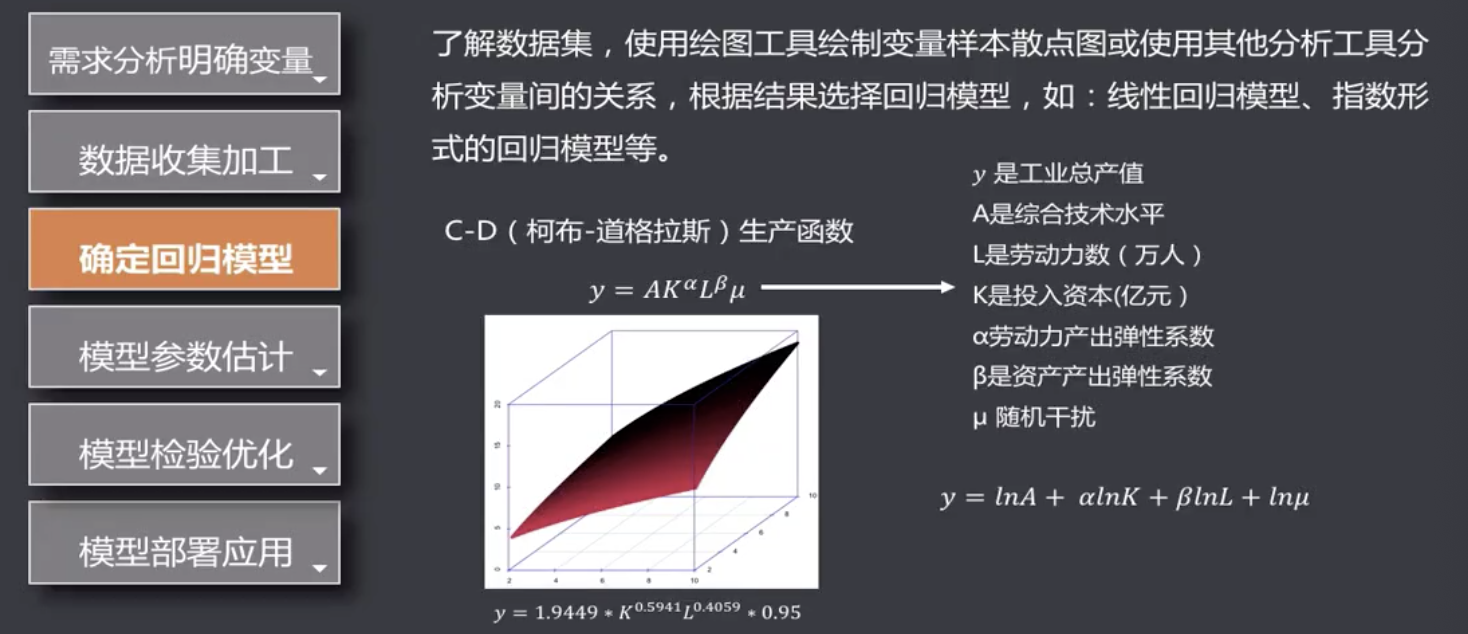 需求分析明确变量
数据收集加工
确定回归模型
模型参数估计
模型检验优化
模型部署应用
了解数据集，使用绘图工具绘制变量样本散点图或使用其他分析工具分
析变量间的关系，根据结果选择回归模型，如：线性回归模型、指数形
式的回归模型等。
C-D（柯布-道格拉斯）生产函数
y = AK^α L^β μ
y 是工业总产值
A是综合技术水平
L是劳动力数（万人）
K是投入资本(亿元）
α劳动力产出弹性系数
β是资产产出弹性系数
μ 随机干扰
20
15
10
5
0
2 4 6 8 10
2
4
6
8
10
y = 1.9449 * K^0.5941 L^0.4059 * 0.95
y = lnA + αlnK + βlnL + lnμ